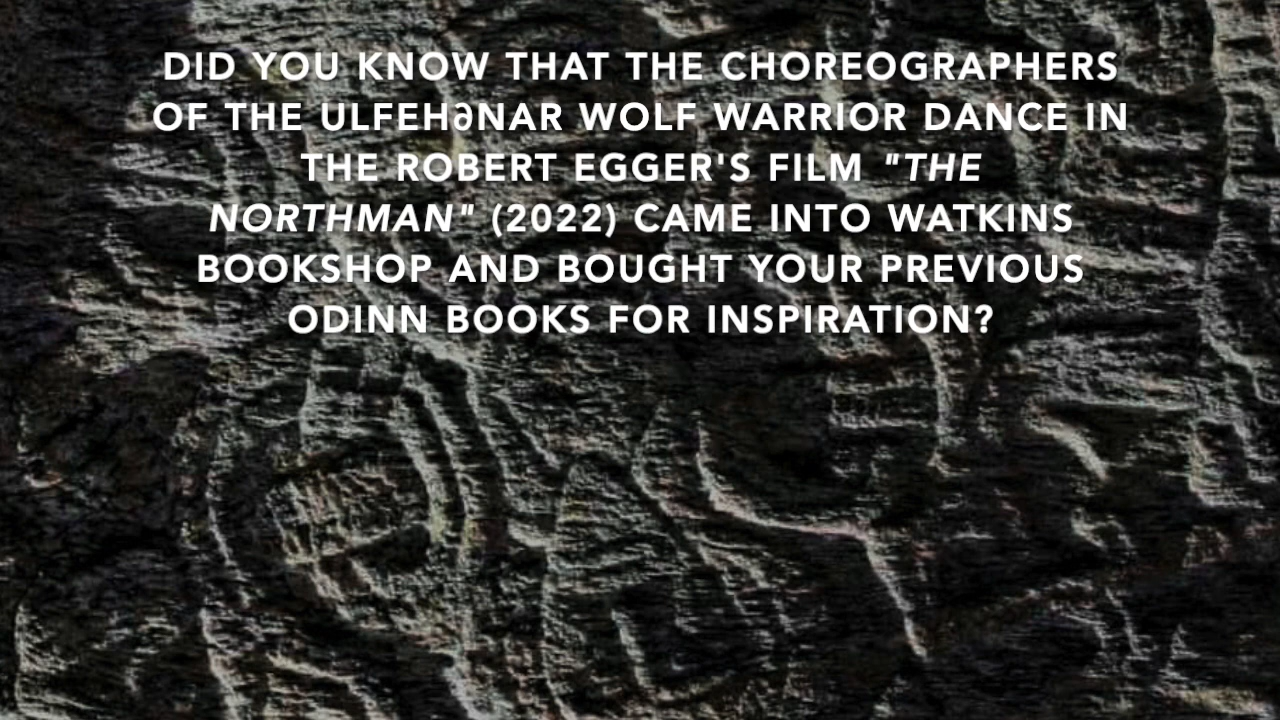 DID YOU KNOW THAT THE CHOREOGRAPHERS
OF THE ULFEHƏNAR WOLF WARRIOR DANCE IN
THE ROBERT EGGER'S FILM "THE
NORTHMAN" (2022) CAME INTO WATKINS
BOOKSHOP AND BOUGHT YOUR PREVIOUS
ODINN BOOKS FOR INSPIRATION?